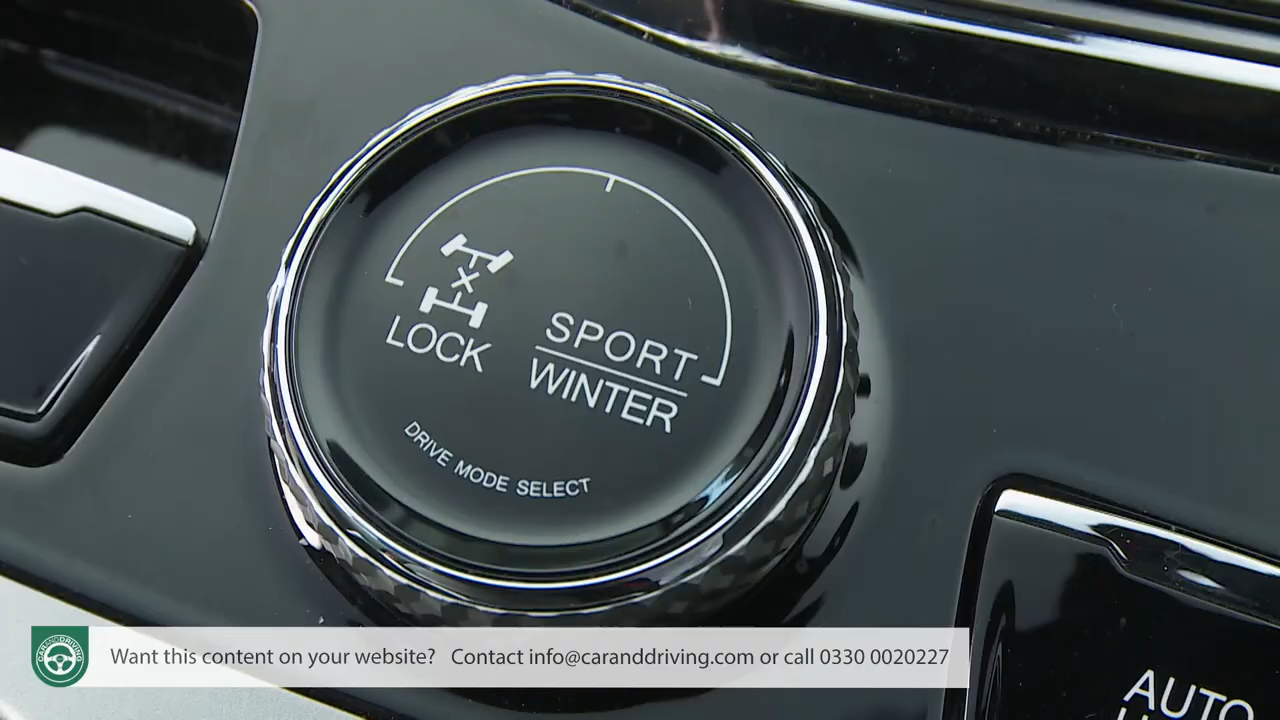 LOCK
SPORT
WINTER
DRIVE MODE SELECT
CARANDDRIVING
Want this content on your website? Contact info@caranddriving.com or call 0330 0020227
AUTO